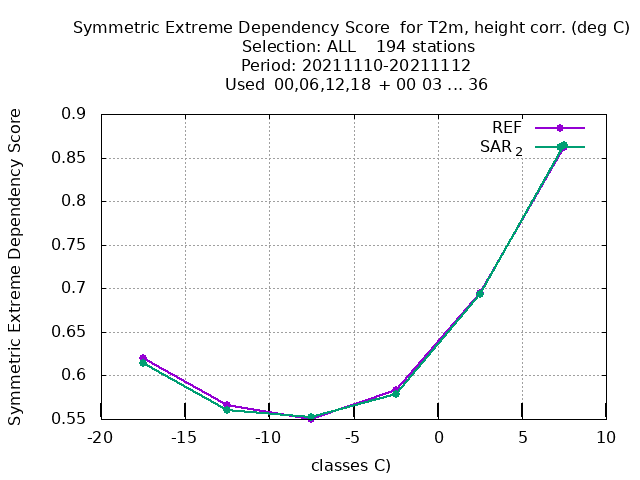 Symmetric Extreme Dependency Score  for T2m, height corr. (deg C)
Selection: ALL    194 stations
Period: 20211110-20211112
Used  00,06,12,18  + 00 03 ... 36
Symmetric Extreme Dependency Score
0.9
0.85
0.8
0.75
0.7
0.65
0.6
0.55
REF
SAR 2
-20 -15 -10 -5 0 5 10
classes C)